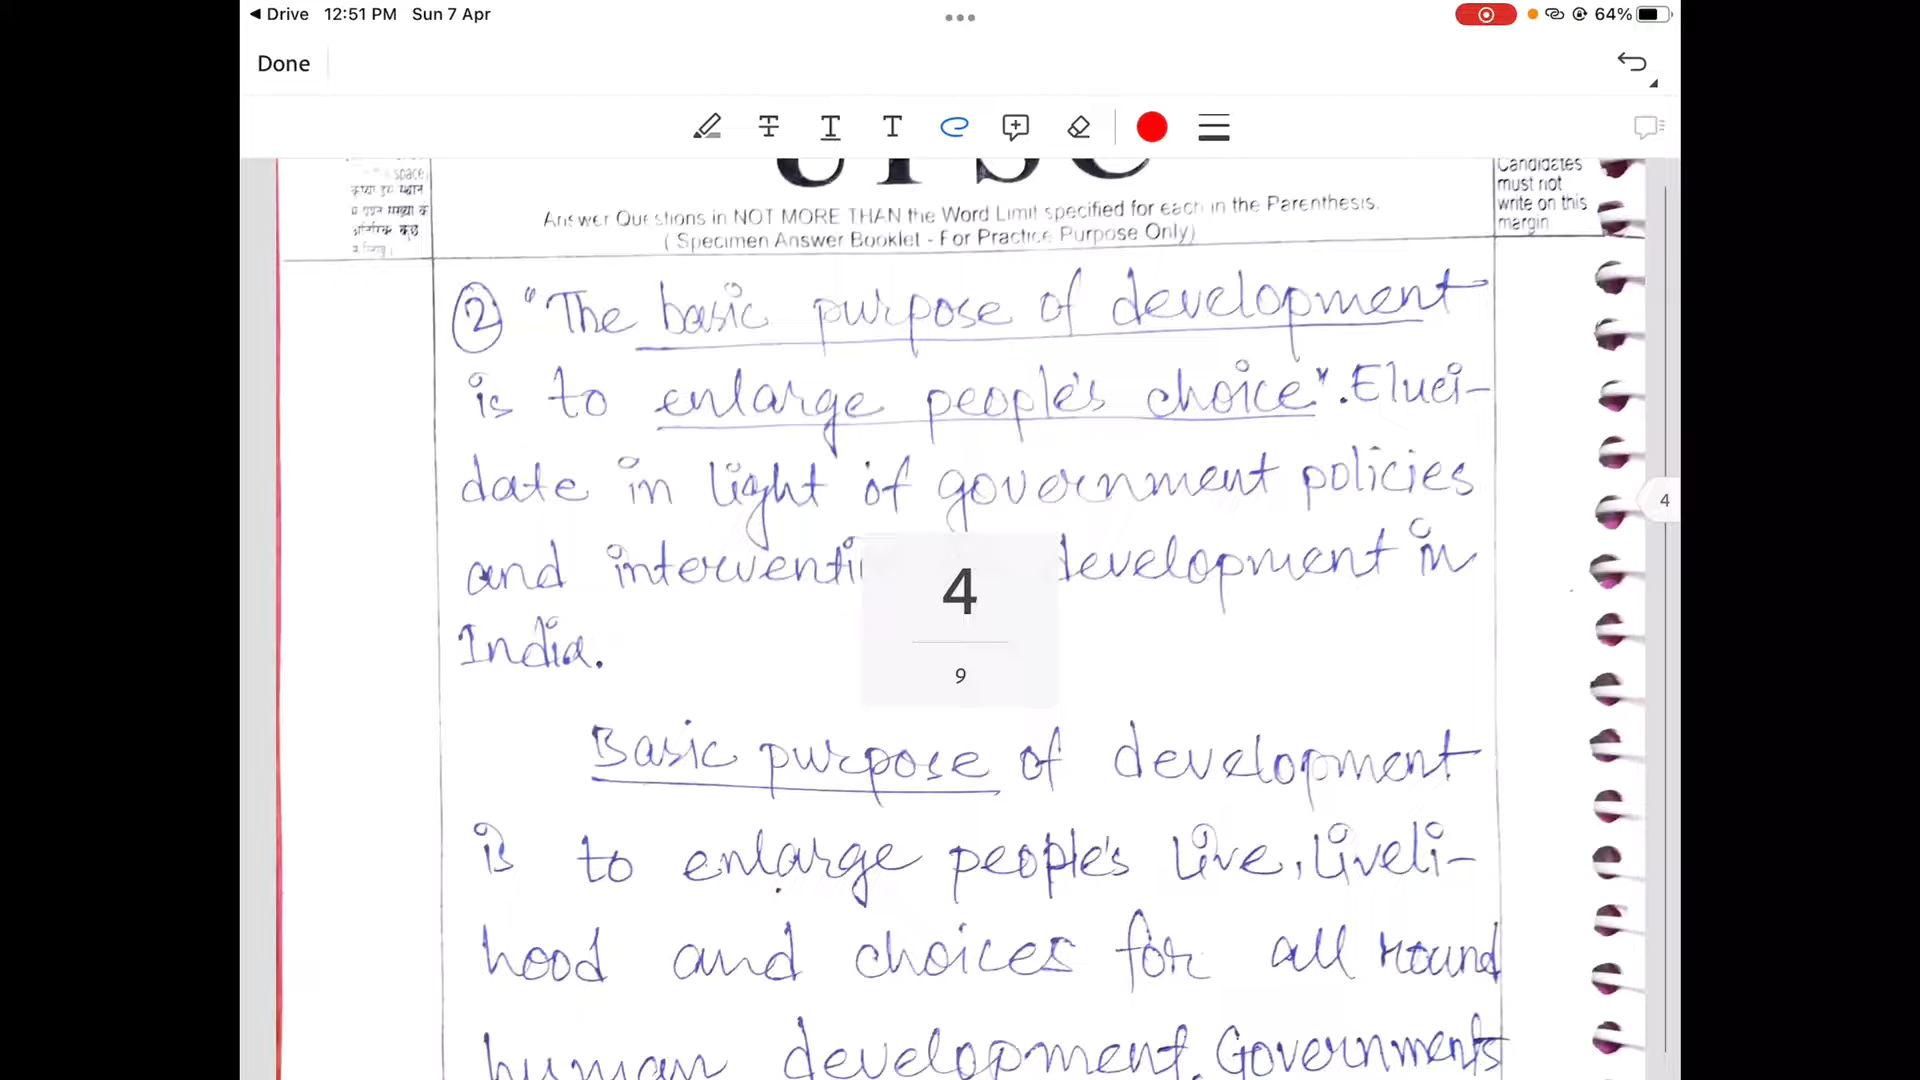 Drive 12:51 PM Sun 7 Apr
64%
Done
UPSC
space
Candidates
must not
write on this
margin
Answer Questions in NOT MORE THAN the Word Limit specified for each in the Parenthesis.
( Specimen Answer Booklet - For Practice Purpose Only)
② "The basic purpose of development
is to enlarge people's choice". Eluci-
date in light of government policies
and development in
India.
4
9
4
Basic purpose of development
is to enlarge people's live, liveli-
hood and choices for all round
human development. Governments